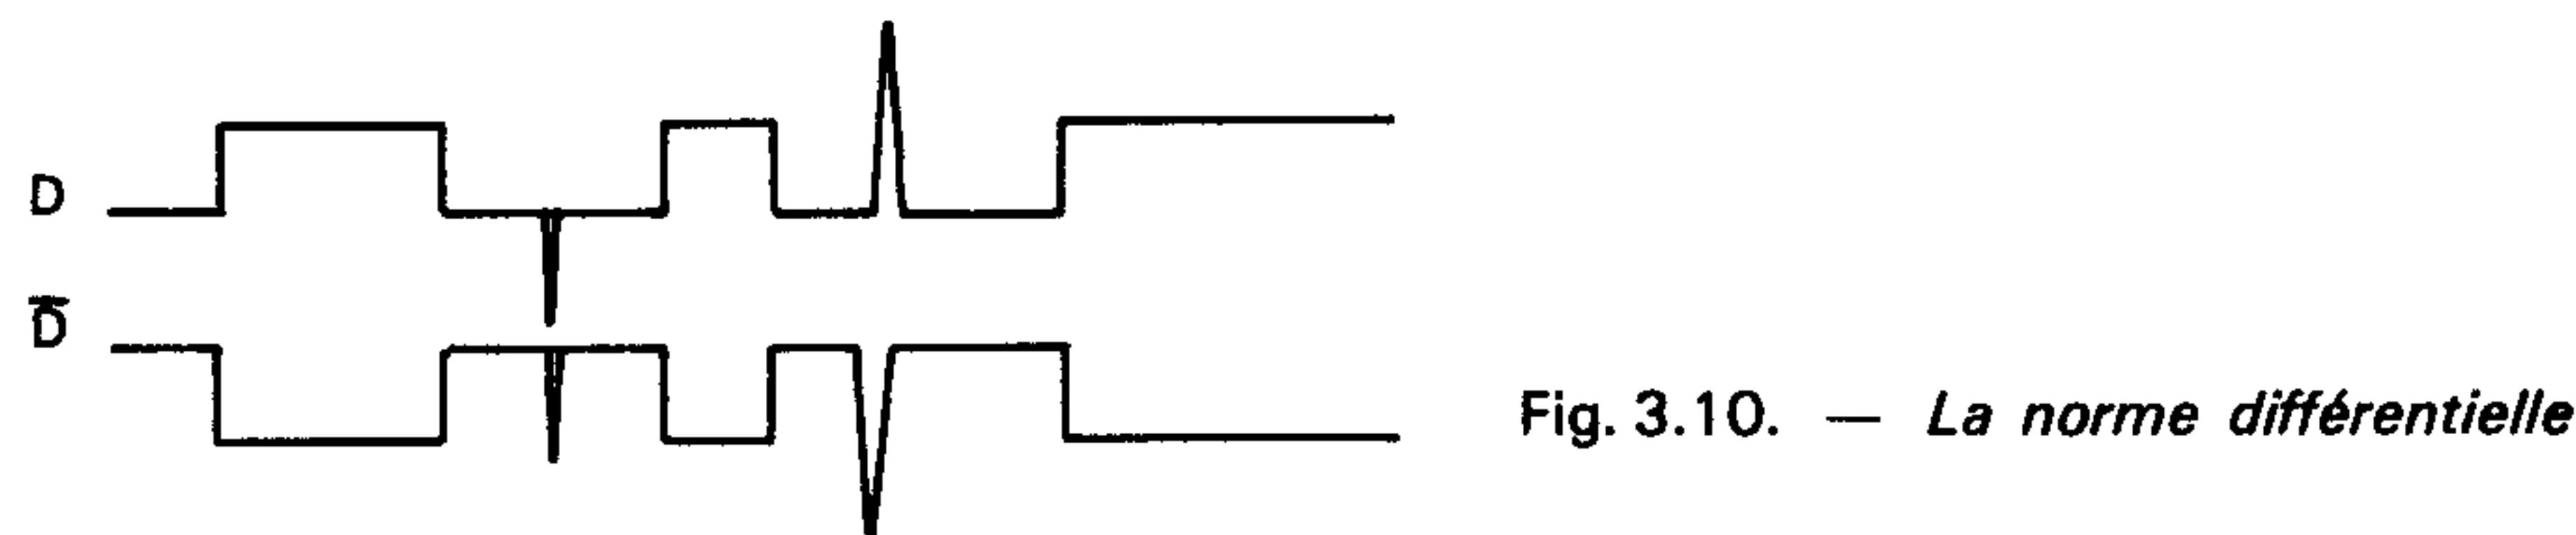 D
D̅
Fig. 3.10. — La norme différentielle